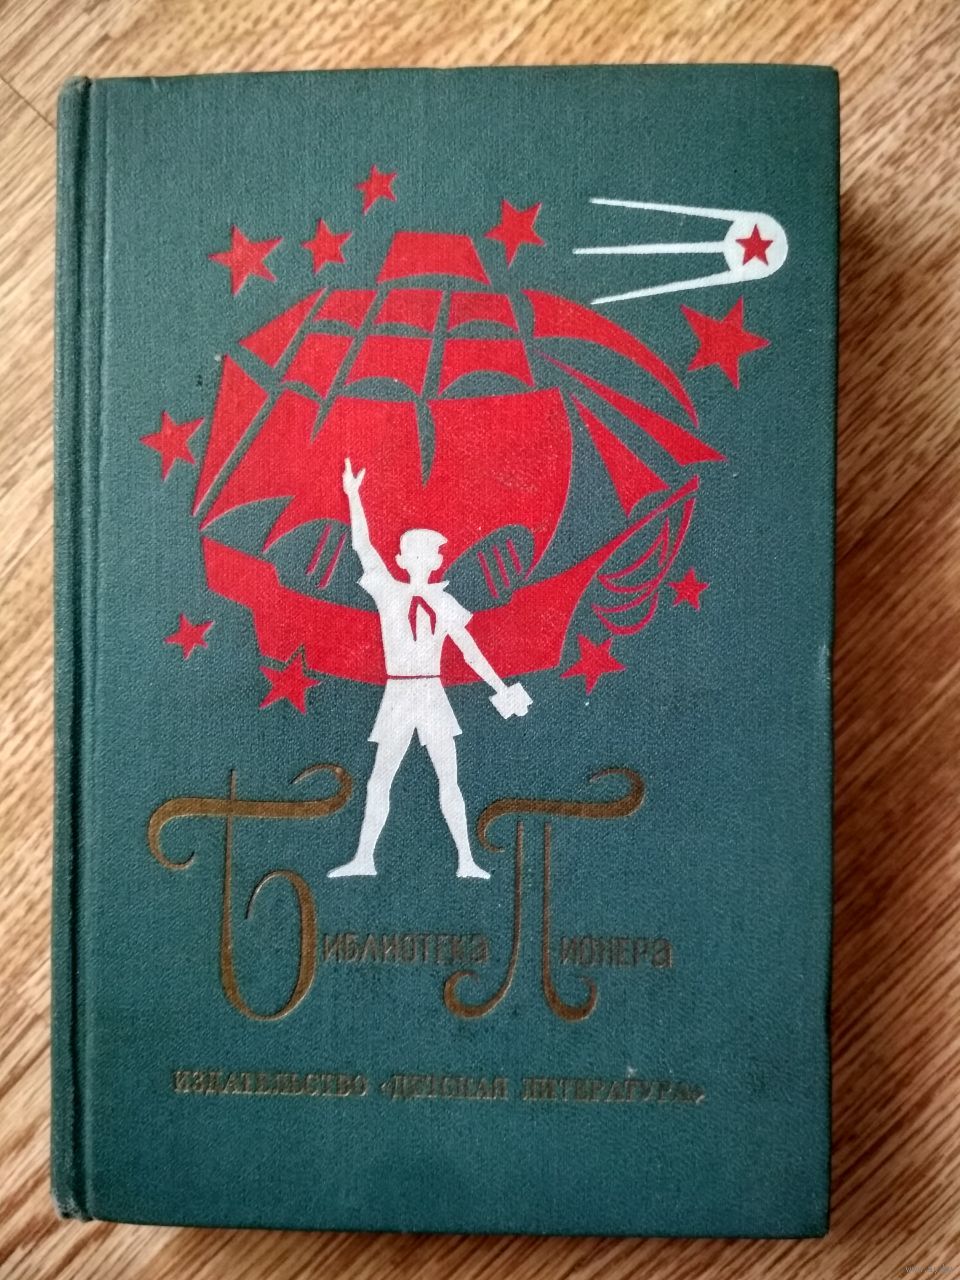 Библиотека Пионера
ИЗДАТЕЛЬСТВО «ДЕТСКАЯ ЛИТЕРАТУРА»